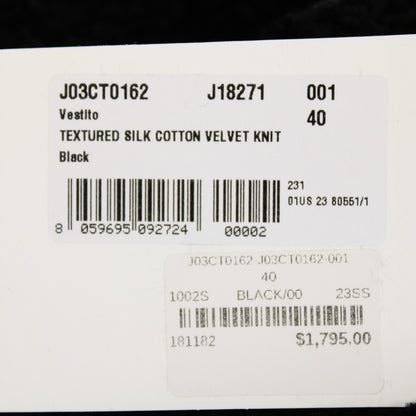 J03CT0162 J18271 001
Vestito 40
TEXTURED SILK COTTON VELVET KNIT
Black
231
01US 23 80551/1
8 059695 092724 00002
J03CT0162 J03CT0162-001
40
1002S BLACK/00 23SS
181182 $1,795.00